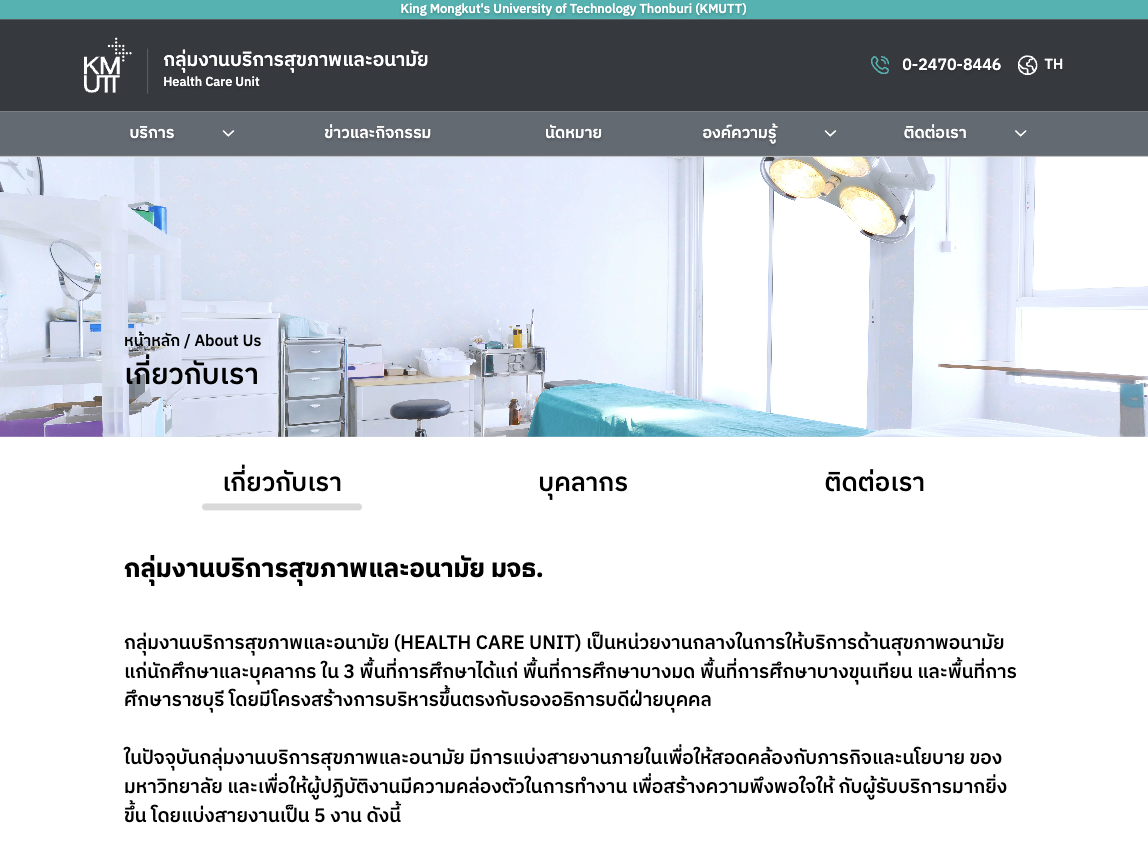 King Mongkut's University of Technology Thonburi (KMUTT)
KM
UTT
กลุ่มงานบริการสุขภาพและอนามัย
Health Care Unit
0-2470-8446
TH
บริการ
ข่าวและกิจกรรม
นัดหมาย
องค์ความรู้
ติดต่อเรา
หน้าหลัก / About Us
เกี่ยวกับเรา
เกี่ยวกับเรา
บุคลากร
ติดต่อเรา
กลุ่มงานบริการสุขภาพและอนามัย มจธ.
กลุ่มงานบริการสุขภาพและอนามัย (HEALTH CARE UNIT) เป็นหน่วยงานกลางในการให้บริการด้านสุขภาพอนามัย
แก่นักศึกษาและบุคลากร ใน 3 พื้นที่การศึกษาได้แก่ พื้นที่การศึกษาบางมด พื้นที่การศึกษาบางขุนเทียน และพื้นที่การ
ศึกษาราชบุรี โดยมีโครงสร้างการบริหารขึ้นตรงกับรองอธิการบดีฝ่ายบุคคล
ในปัจจุบันกลุ่มงานบริการสุขภาพและอนามัย มีการแบ่งสายงานภายในเพื่อให้สอดคล้องกับภารกิจและนโยบาย ของ
มหาวิทยาลัย และเพื่อให้ผู้ปฏิบัติงานมีความคล่องตัวในการทำงาน เพื่อสร้างความพึงพอใจให้ กับผู้รับบริการมากยิ่ง
ขึ้น โดยแบ่งสายงานเป็น 5 งาน ดังนี้